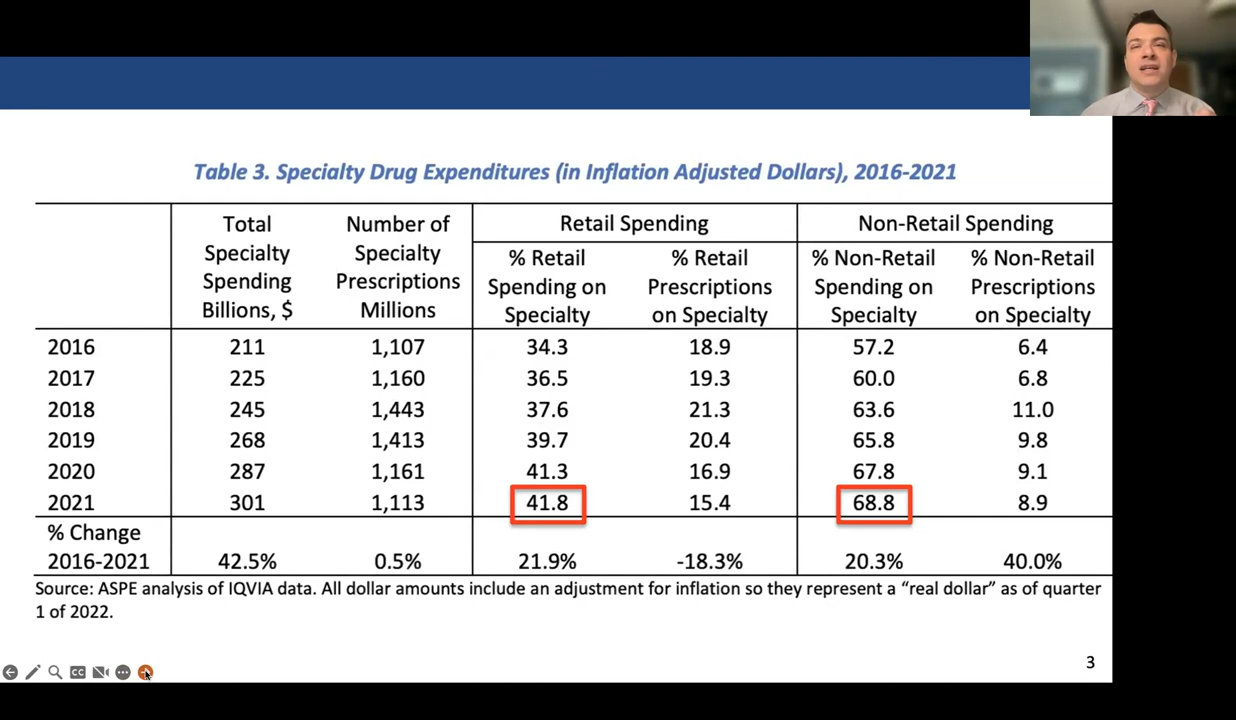 Table 3. Specialty Drug Expenditures (in Inflation Adjusted Dollars), 2016-2021
Total Specialty Spending Billions, $
Number of Specialty Prescriptions Millions
Retail Spending
Non-Retail Spending
% Retail Spending on Specialty
% Retail Prescriptions on Specialty
% Non-Retail Spending on Specialty
% Non-Retail Prescriptions on Specialty
2016 211 1,107 34.3 18.9 57.2 6.4
2017 225 1,160 36.5 19.3 60.0 6.8
2018 245 1,443 37.6 21.3 63.6 11.0
2019 268 1,413 39.7 20.4 65.8 9.8
2020 287 1,161 41.3 16.9 67.8 9.1
2021 301 1,113 41.8 15.4 68.8 8.9
% Change
2016-2021 42.5% 0.5% 21.9% -18.3% 20.3% 40.0%
Source: ASPE analysis of IQVIA data. All dollar amounts include an adjustment for inflation so they represent a “real dollar” as of quarter
1 of 2022.
3
CC